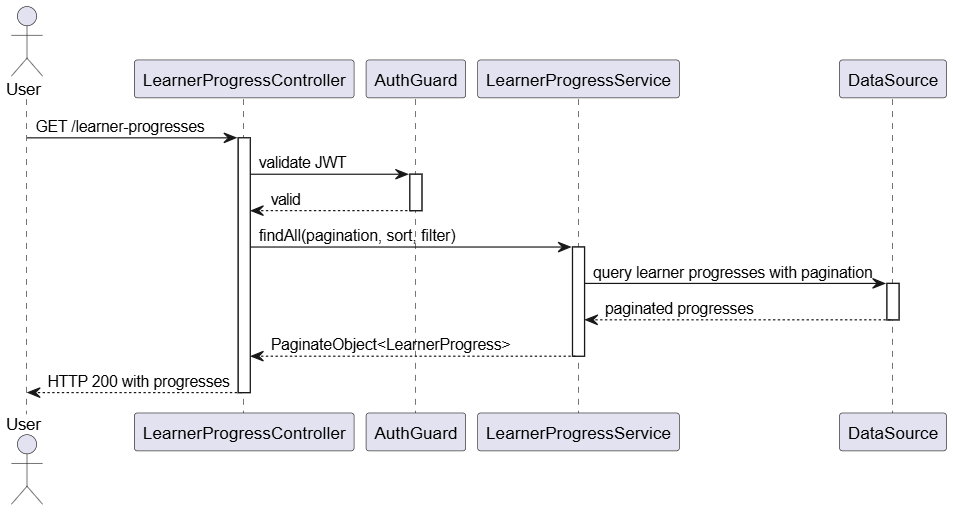 User
LearnerProgressController
AuthGuard
LearnerProgressService
DataSource
GET /learner-progresses
validate JWT
valid
findAll(pagination, sort, filter)
query learner progresses with pagination
paginated progresses
PaginateObject<LearnerProgress>
HTTP 200 with progresses
User
LearnerProgressController
AuthGuard
LearnerProgressService
DataSource